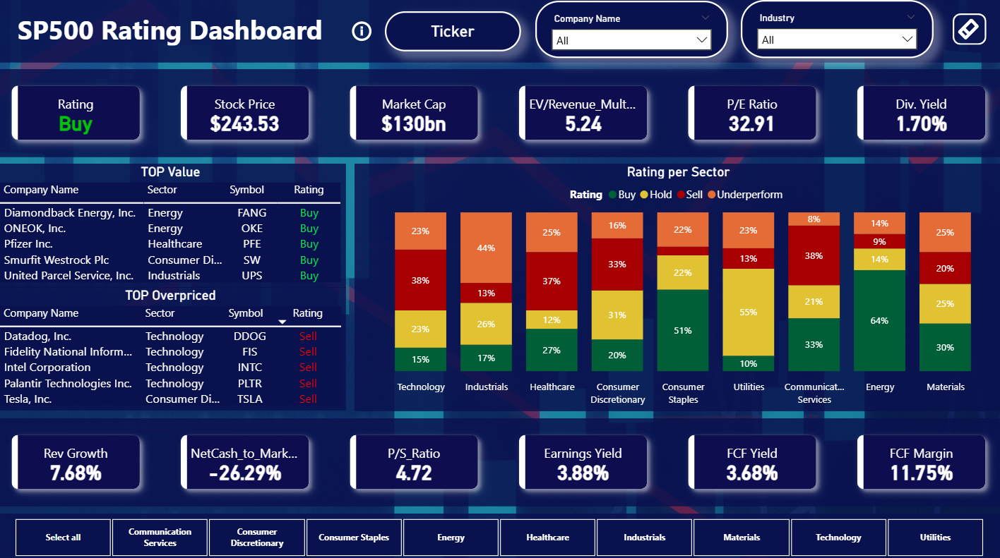 SP500 Rating Dashboard
Ticker
Company Name
All
Industry
All
Rating
Buy
Stock Price
$243.53
Market Cap
$130bn
EV/Revenue_Mult...
5.24
P/E Ratio
32.91
Div. Yield
1.70%
TOP Value
Company Name Sector Symbol Rating
Diamondback Energy, Inc. Energy FANG Buy
ONEOK, Inc. Energy OKE Buy
Pfizer Inc. Healthcare PFE Buy
Smurfit Westrock Plc Consumer Di... SW Buy
United Parcel Service, Inc. Industrials UPS Buy
TOP Overpriced
Company Name Sector Symbol Rating
Datadog, Inc. Technology DDOG Sell
Fidelity National Inform... Technology FIS Sell
Intel Corporation Technology INTC Sell
Palantir Technologies Inc. Technology PLTR Sell
Tesla, Inc. Consumer Di... TSLA Sell
Rating per Sector
Rating Buy Hold Sell Underperform
23%
38%
23%
15%
Technology
44%
13%
26%
17%
Industrials
25%
37%
12%
27%
Healthcare
16%
33%
31%
20%
Consumer
Discretionary
22%
22%
51%
Consumer
Staples
23%
13%
55%
10%
Utilities
8%
38%
21%
33%
Communicat...
Services
14%
9%
14%
64%
Energy
25%
20%
25%
30%
Materials
Rev Growth
7.68%
NetCash_to_Mark...
-26.29%
P/S_Ratio
4.72
Earnings Yield
3.88%
FCF Yield
3.68%
FCF Margin
11.75%
Select all
Communication
Services
Consumer
Discretionary
Consumer Staples
Energy
Healthcare
Industrials
Materials
Technology
Utilities